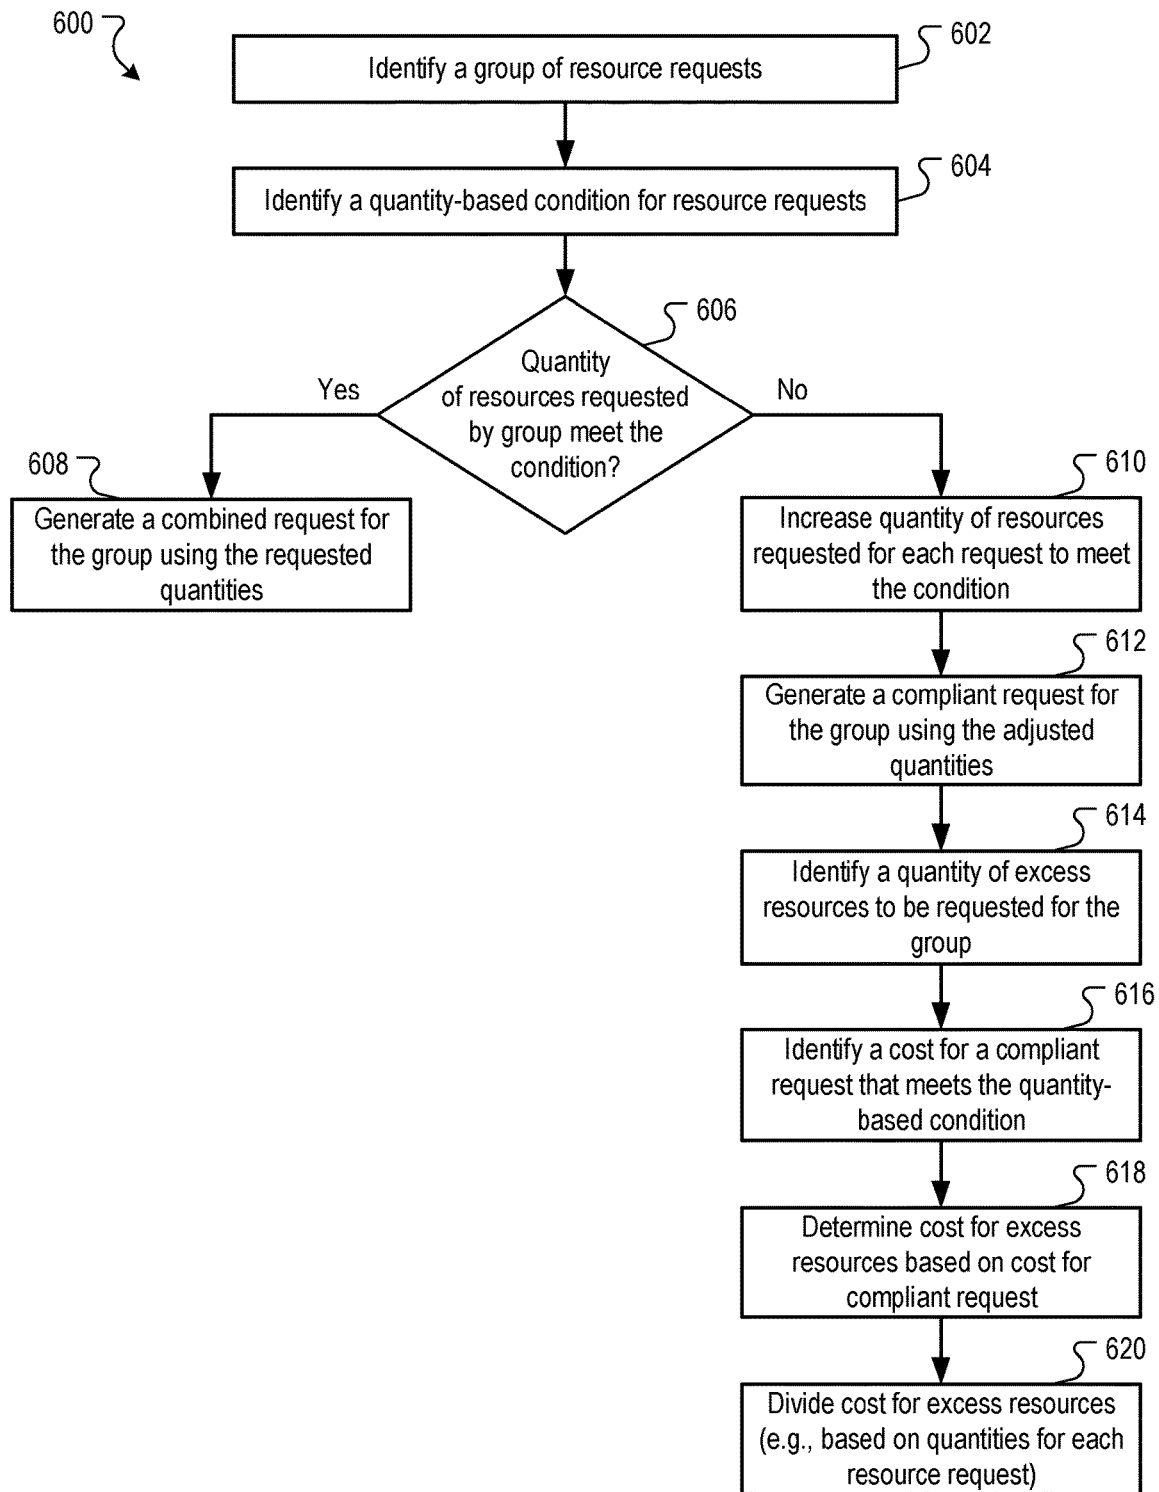 600
602
Identify a group of resource requests
604
Identify a quantity-based condition for resource requests
606
Quantity
of resources requested
by group meet the
condition?
Yes
No
608
Generate a combined request for
the group using the requested
quantities
610
Increase quantity of resources
requested for each request to meet
the condition
612
Generate a compliant request for
the group using the adjusted
quantities
614
Identify a quantity of excess
resources to be requested for the
group
616
Identify a cost for a compliant
request that meets the quantity-
based condition
618
Determine cost for excess
resources based on cost for
compliant request
620
Divide cost for excess resources
(e.g., based on quantities for each
resource request)